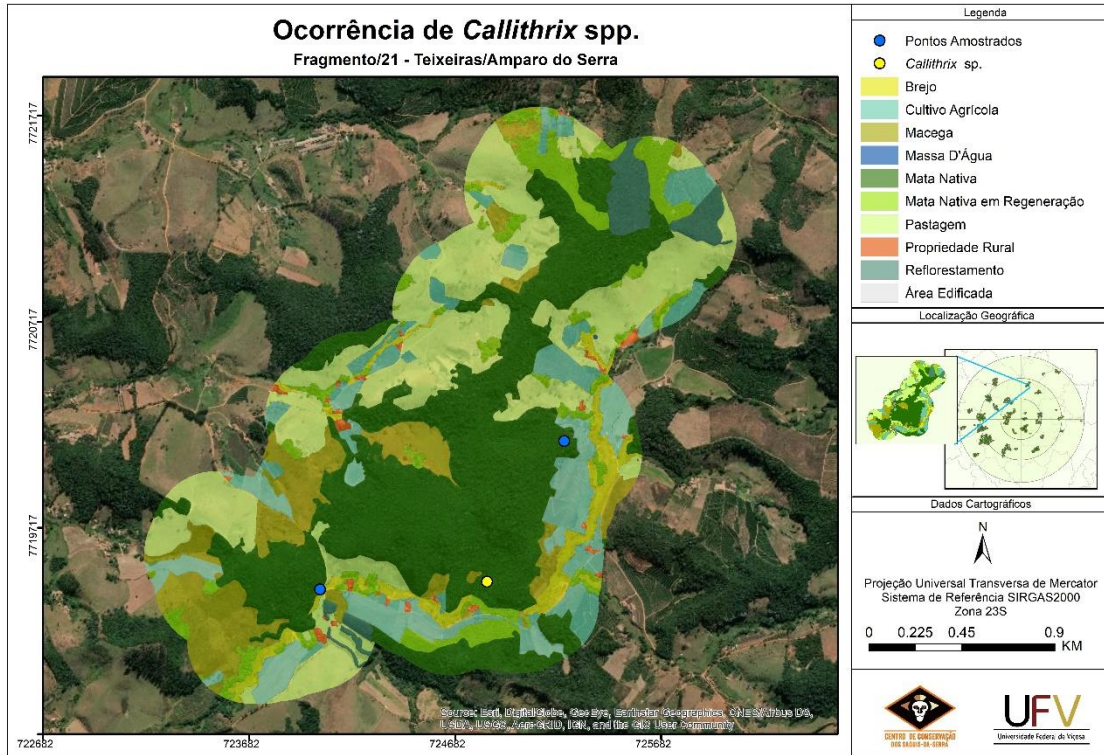 Ocorrência de Callithrix spp.
Fragmento/21 - Teixeiras/Amparo do Serra
7721717
7720717
7719717
722682
723682
724682
725682
Source: Esri, DigitalGlobe, GeoEye, Earthstar Geographics, CNES/Airbus DS,
USDA, USGS, AeroGRID, IGN, and the GIS User Community
Legenda
Pontos Amostrados
Callithrix sp.
Brejo
Cultivo Agrícola
Macega
Massa D'Água
Mata Nativa
Mata Nativa em Regeneração
Pastagem
Propriedade Rural
Reflorestamento
Área Edificada
Localização Geográfica
Dados Cartográficos
N
Projeção Universal Transversa de Mercator
Sistema de Referência SIRGAS2000
Zona 23S
0 0.225 0.45 0.9
KM
CENTRO DE CONSERVAÇÃO
DOS SAGUIS-DA-SERRA
UFV
Universidade Federal de Viçosa